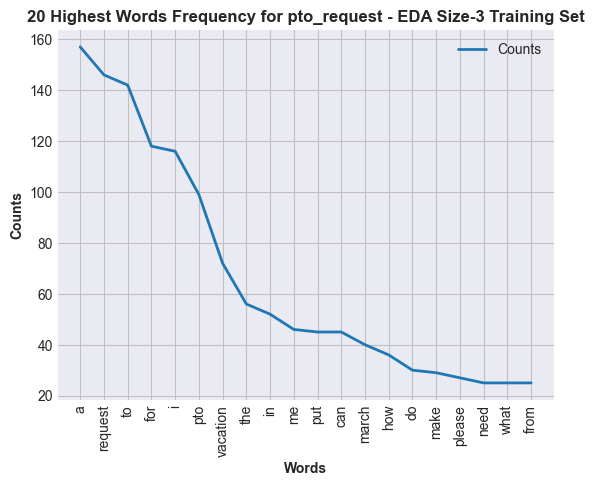 20 Highest Words Frequency for pto_request - EDA Size-3 Training Set
Counts
160
140
120
100
80
60
40
20
Counts
a
request
to
for
i
pto
vacation
the
in
me
put
can
march
how
do
make
please
need
what
from
Words